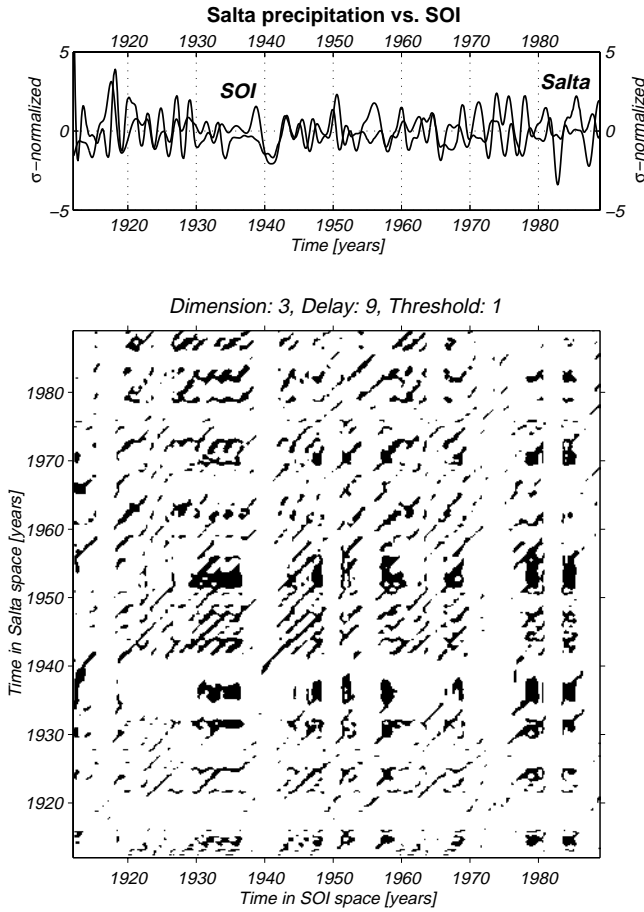 Salta precipitation vs. SOI
1920 1930 1940 1950 1960 1970 1980
5 5
SOI Salta
σ−normalized 0 0 σ−normalized
−5 −5
1920 1930 1940 1950 1960 1970 1980
Time [years]
Dimension: 3, Delay: 9, Threshold: 1
1980
1970
1960
Time in Salta space [years]
1950
1940
1930
1920
1920 1930 1940 1950 1960 1970 1980
Time in SOI space [years]